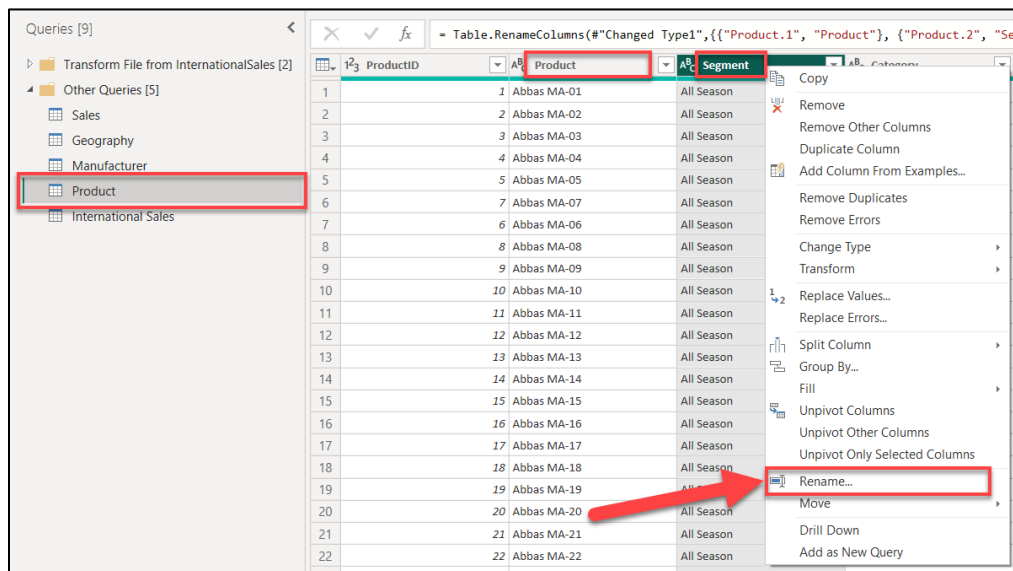 Queries [9]
Transform File from InternationalSales [2]
Other Queries [5]
Sales
Geography
Manufacturer
Product
International Sales
fx = Table.RenameColumns(#"Changed Type1",{{"Product.1", "Product"}, {"Product.2", "Se
123 ProductID ABC Product ABC Segment ABC Category
1 1 Abbas MA-01 All Season
2 2 Abbas MA-02 All Season
3 3 Abbas MA-03 All Season
4 4 Abbas MA-04 All Season
5 5 Abbas MA-05 All Season
6 7 Abbas MA-07 All Season
7 6 Abbas MA-06 All Season
8 8 Abbas MA-08 All Season
9 9 Abbas MA-09 All Season
10 10 Abbas MA-10 All Season
11 11 Abbas MA-11 All Season
12 12 Abbas MA-12 All Season
13 13 Abbas MA-13 All Season
14 14 Abbas MA-14 All Season
15 15 Abbas MA-15 All Season
16 16 Abbas MA-16 All Season
17 17 Abbas MA-17 All Season
18 18 Abbas MA-18 All Season
19 19 Abbas MA-19 All Season
20 20 Abbas MA-20 All Season
21 21 Abbas MA-21 All Season
22 22 Abbas MA-22 All Season
Copy
Remove
Remove Other Columns
Duplicate Column
Add Column From Examples...
Remove Duplicates
Remove Errors
Change Type
Transform
Replace Values...
Replace Errors...
Split Column
Group By...
Fill
Unpivot Columns
Unpivot Other Columns
Unpivot Only Selected Columns
Rename...
Move
Drill Down
Add as New Query